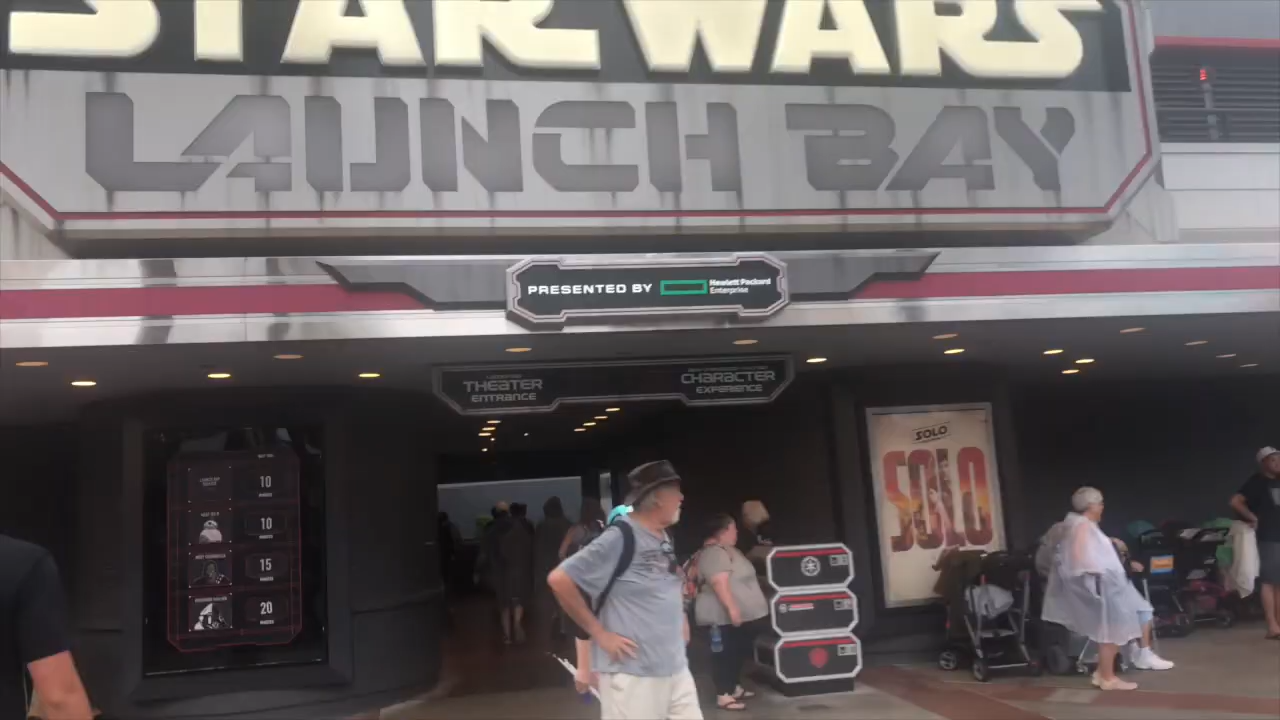 STAR WARS
LAUNCH BAY
PRESENTED BY
Hewlett Packard
Enterprise
THEATER
ENTRANCE
CHARACTER
EXPERIENCE
10
10
15
20
SOLO
SOLO